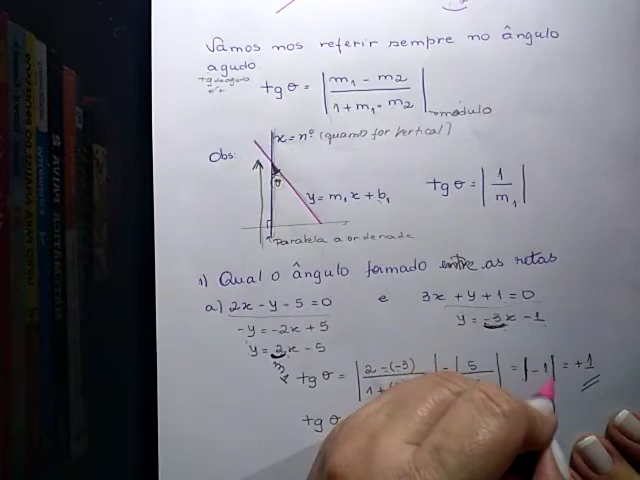 Vamos nos referir sempre no ângulo
agudo.
tg θ = | m₁ - m₂ / 1 + m₁ · m₂ | → módulo
x = nº (quando for vertical)
Obs:
θ
y = m₁ x + b₁
tg θ = | 1 / m₁ |
Paralela a ordenada
1) Qual o ângulo formado entre as retas
a) 2x - y - 5 = 0 e 3x + y + 1 = 0
-y = -2x + 5 y = -3x - 1
y = 2x - 5
tg θ = | 2 - (-3) / 1 + ( | = | 5 | = | -1 | = +1
tg θ